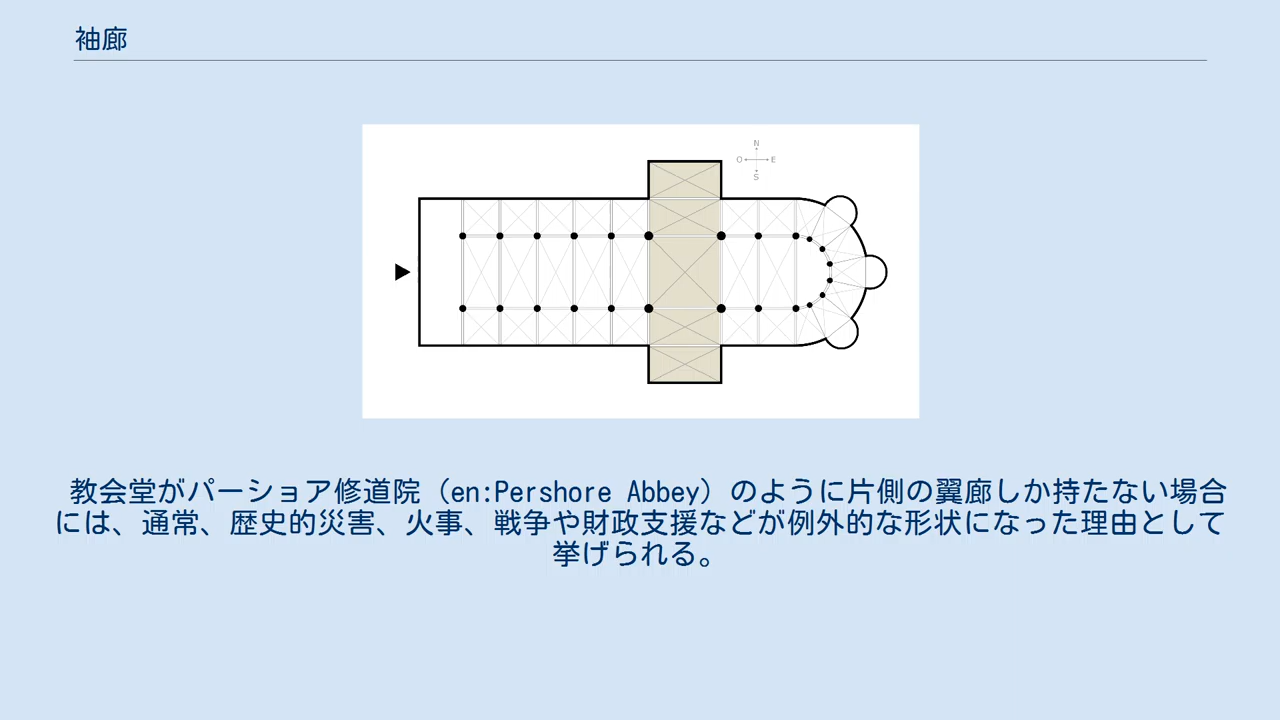 袖廊
N
O E
S
教会堂がパーショア修道院（en:Pershore Abbey）のように片側の翼廊しか持たない場合
には、通常、歴史的災害、火事、戦争や財政支援などが例外的な形状になった理由として
挙げられる。